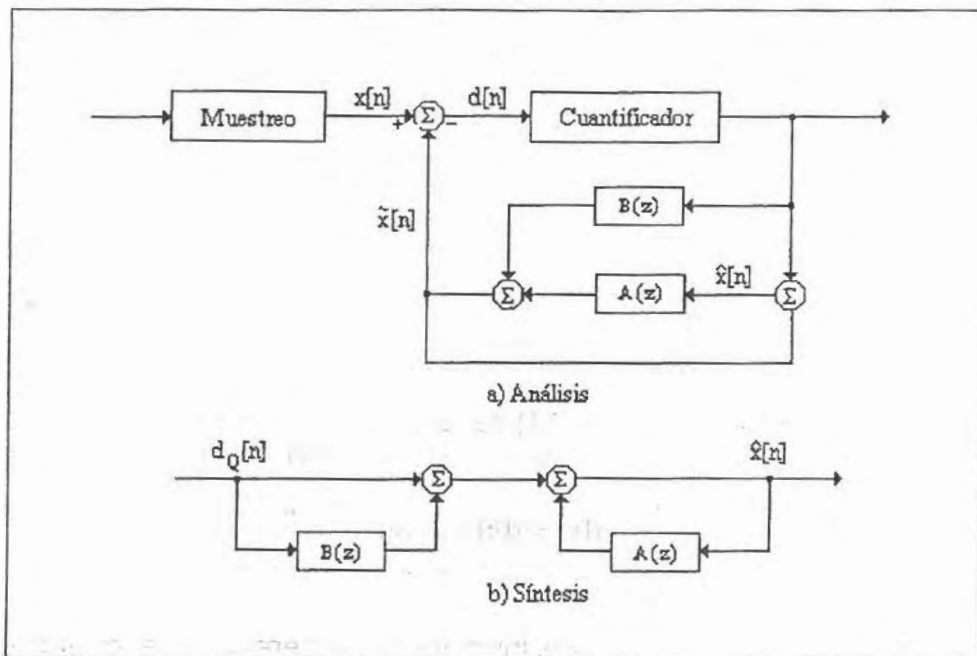 x[n]
d[n]
Muestreo
+
Σ
−
Cuantificador
B(z)
x̃[n]
Σ
A(z)
x̂[n]
Σ
a) Análisis
d_Q[n]
x̂[n]
Σ
Σ
B(z)
A(z)
b) Síntesis